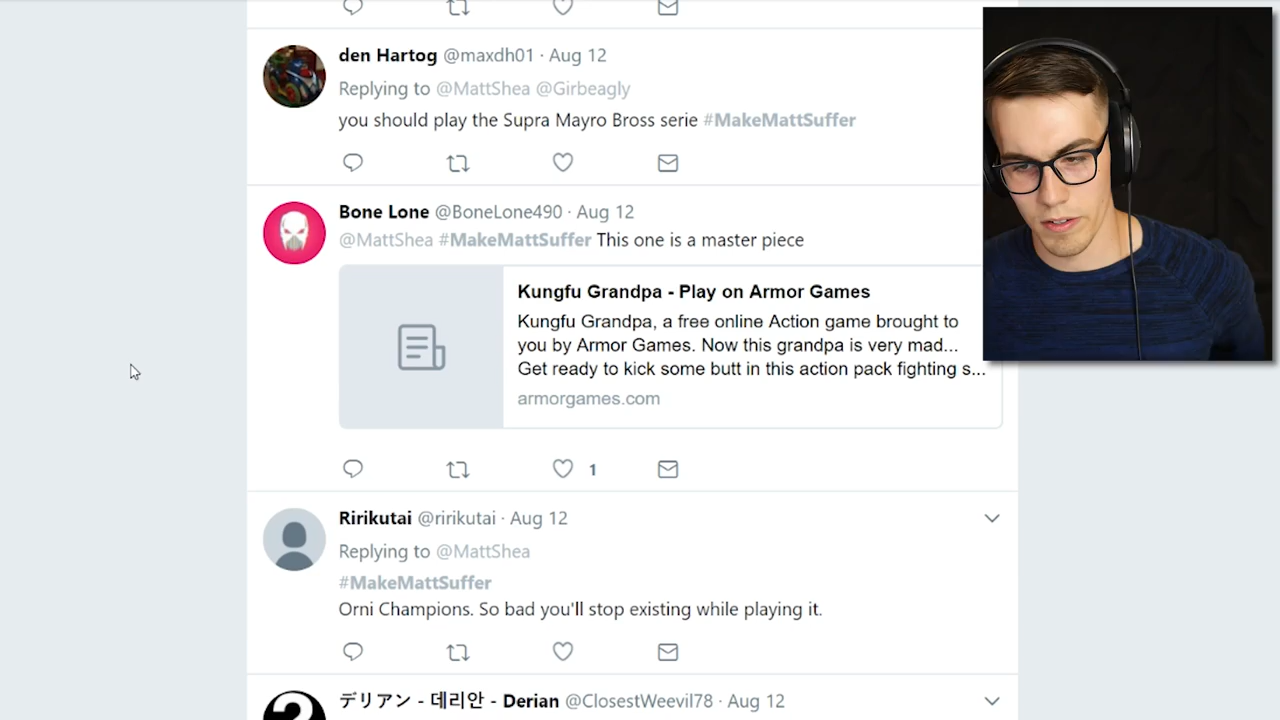 den Hartog @maxdh01 · Aug 12
Replying to @MattShea @Girbeagly
you should play the Supra Mayro Bross serie #MakeMattSuffer
Bone Lone @BoneLone490 · Aug 12
@MattShea #MakeMattSuffer This one is a master piece
Kungfu Grandpa - Play on Armor Games
Kungfu Grandpa, a free online Action game brought to
you by Armor Games. Now this grandpa is very mad...
Get ready to kick some butt in this action pack fighting s...
armorgames.com
1
Ririkutai @ririkutai · Aug 12
Replying to @MattShea
#MakeMattSuffer
Orni Champions. So bad you'll stop existing while playing it.
デリアン - 데리안 - Derian @ClosestWeevil78 · Aug 12